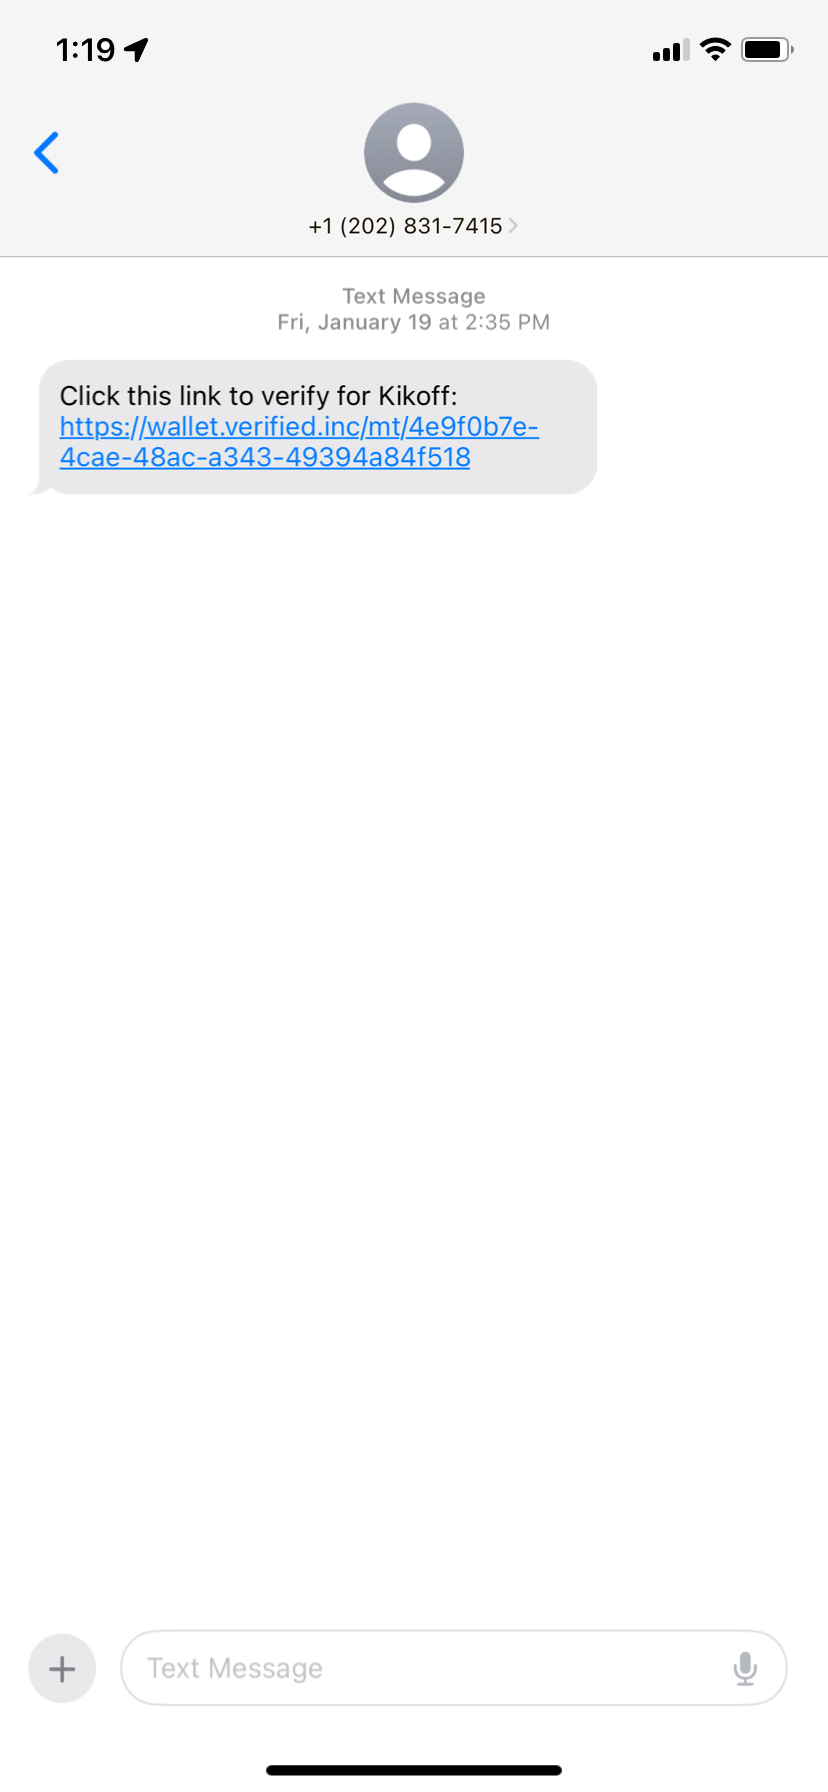 1:19
+1 (202) 831-7415
Text Message
Fri, January 19 at 2:35 PM
Click this link to verify for Kikoff:
https://wallet.verified.inc/mt/4e9f0b7e-
4cae-48ac-a343-49394a84f518
Text Message